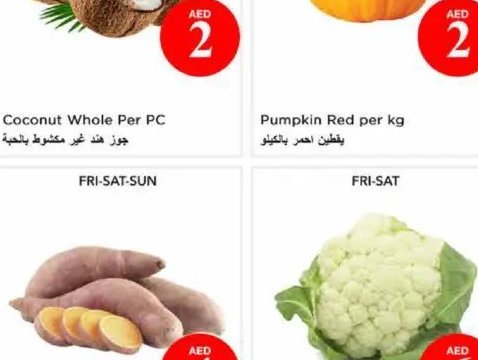 AED
2
AED
2
Coconut Whole Per PC
جوز هند غير مكشوط بالحبة
Pumpkin Red per kg
يقطين احمر بالكيلو
FRI-SAT-SUN
FRI-SAT
AED
AED